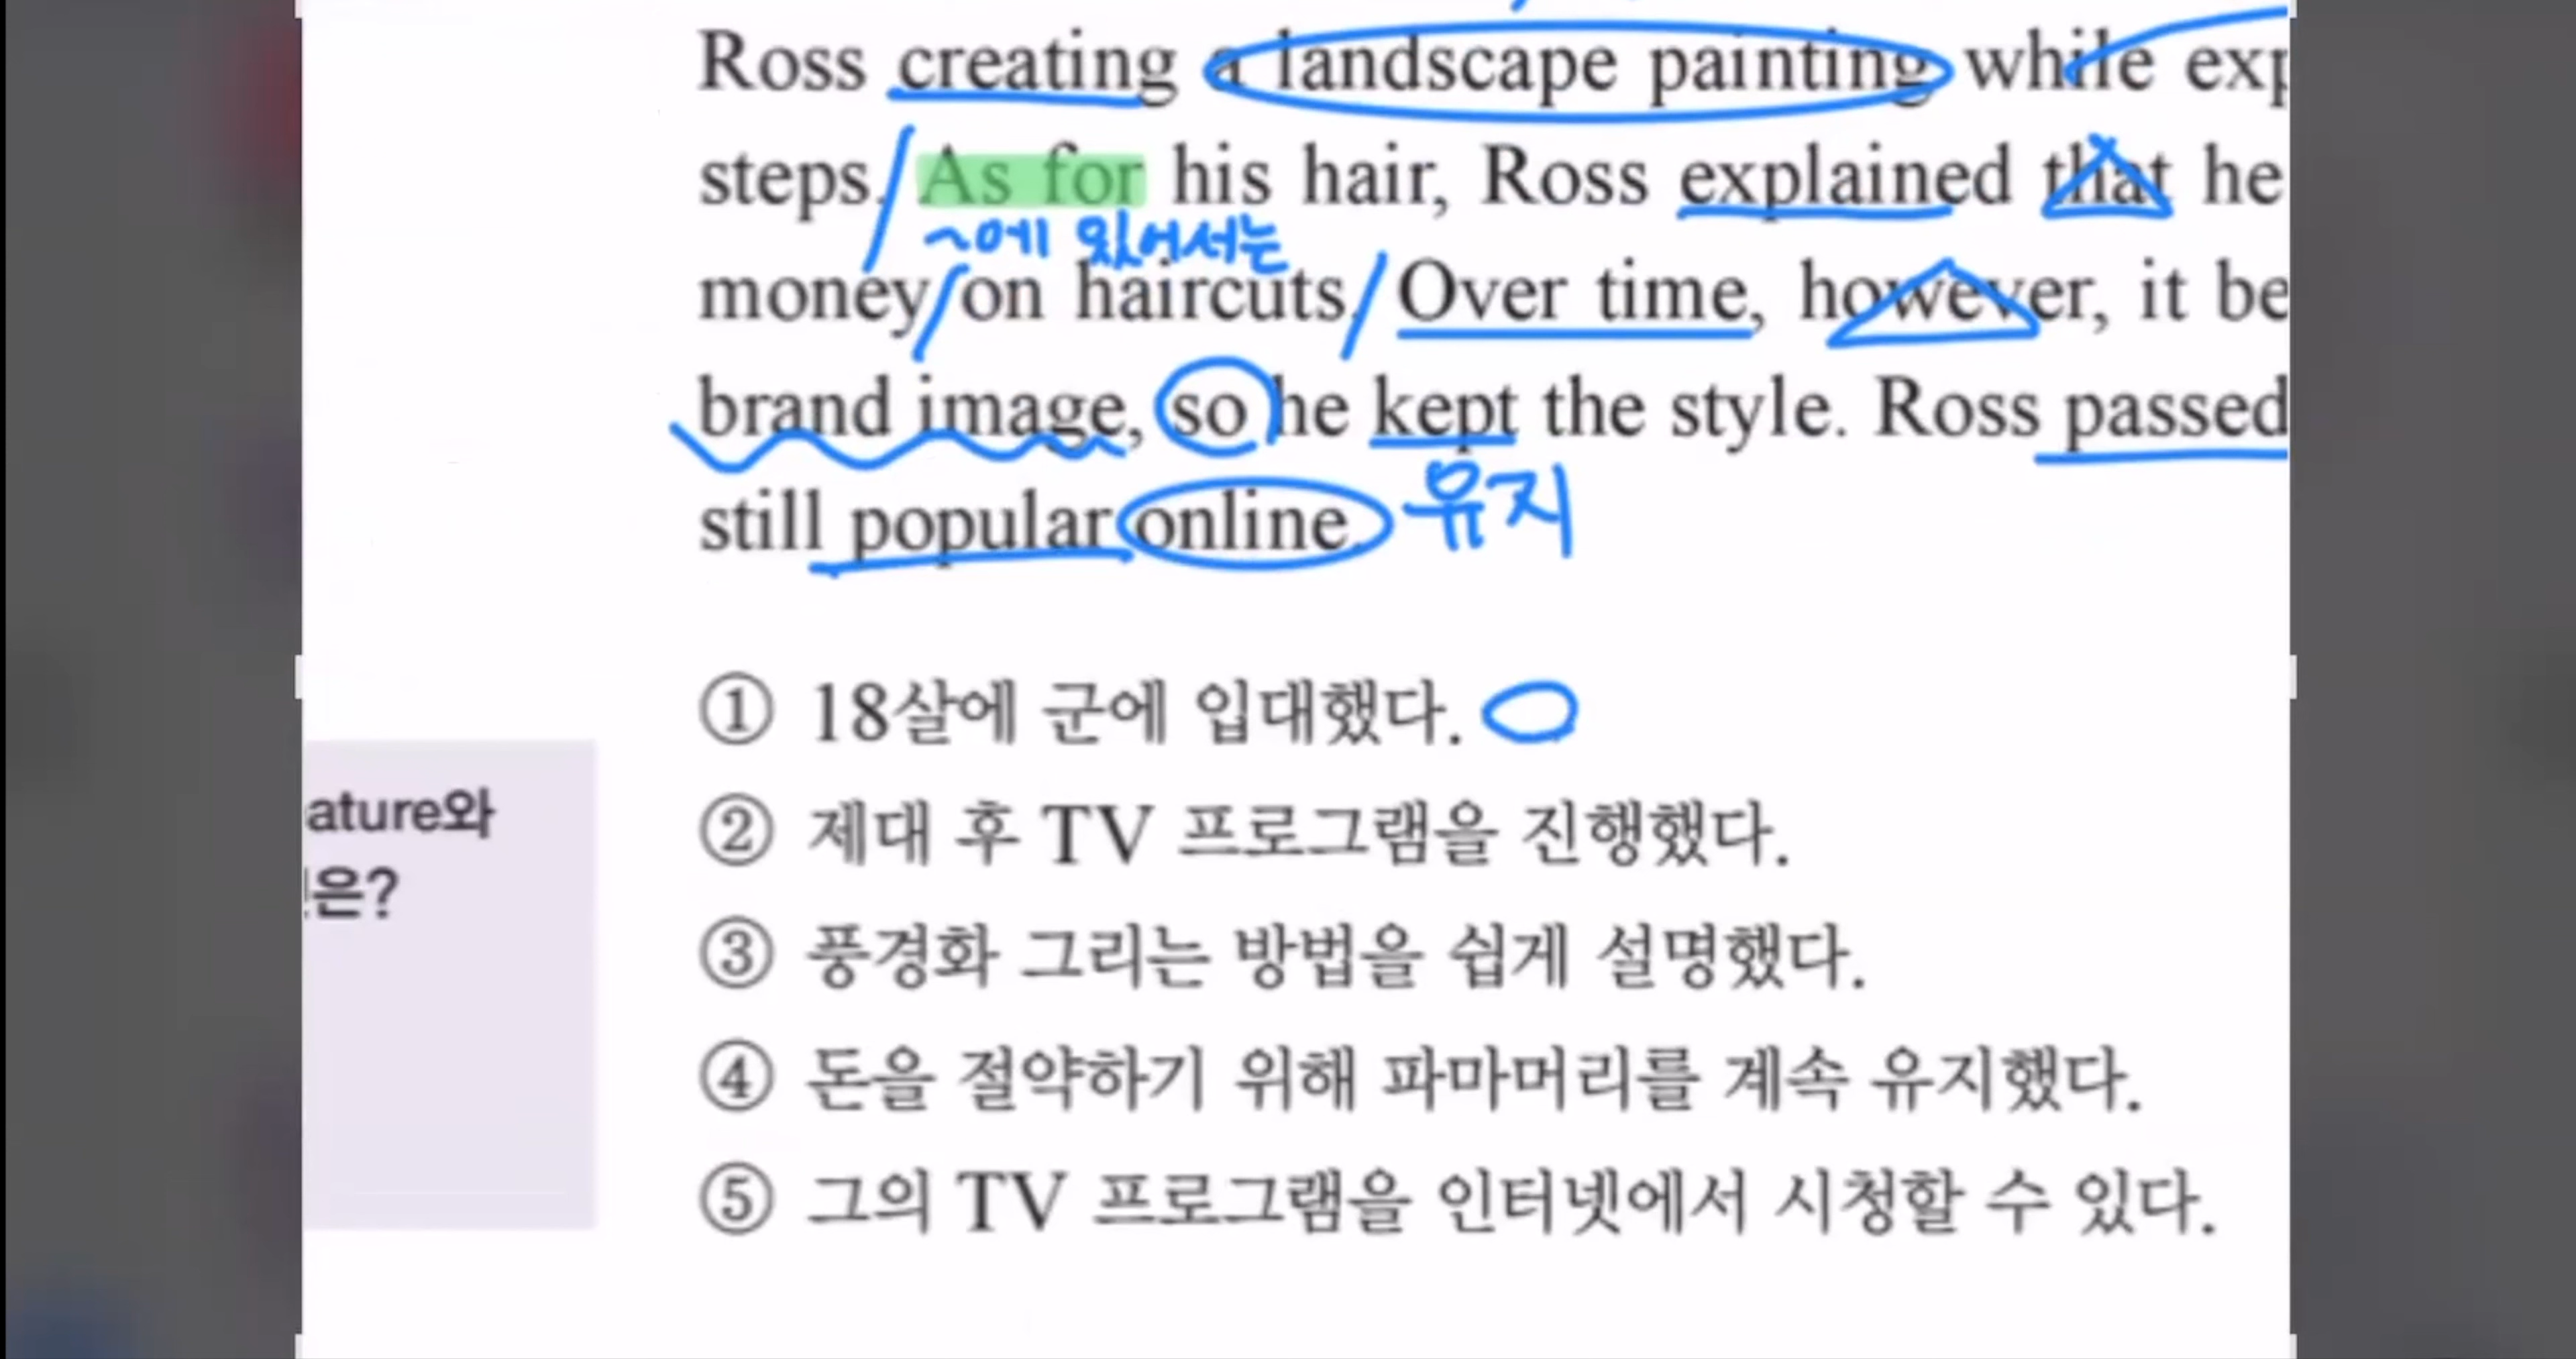 Ross creating a landscape painting while exp
steps. As for his hair, Ross explained that he
~에 있어서는
money on haircuts. Over time, however, it be
brand image, so he kept the style. Ross passed
유지
still popular online.
① 18살에 군에 입대했다.
② 제대 후 TV 프로그램을 진행했다.
③ 풍경화 그리는 방법을 쉽게 설명했다.
④ 돈을 절약하기 위해 파마머리를 계속 유지했다.
⑤ 그의 TV 프로그램을 인터넷에서 시청할 수 있다.
ature와
은?